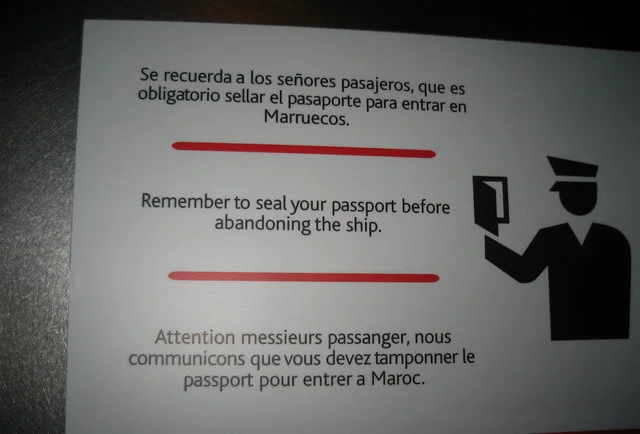 Se recuerda a los señores pasajeros, que es
obligatorio sellar el pasaporte para entrar en
Marruecos.
Remember to seal your passport before
abandoning the ship.
Attention messieurs passanger, nous
communicons que vous devez tamponner le
passport pour entrer a Maroc.